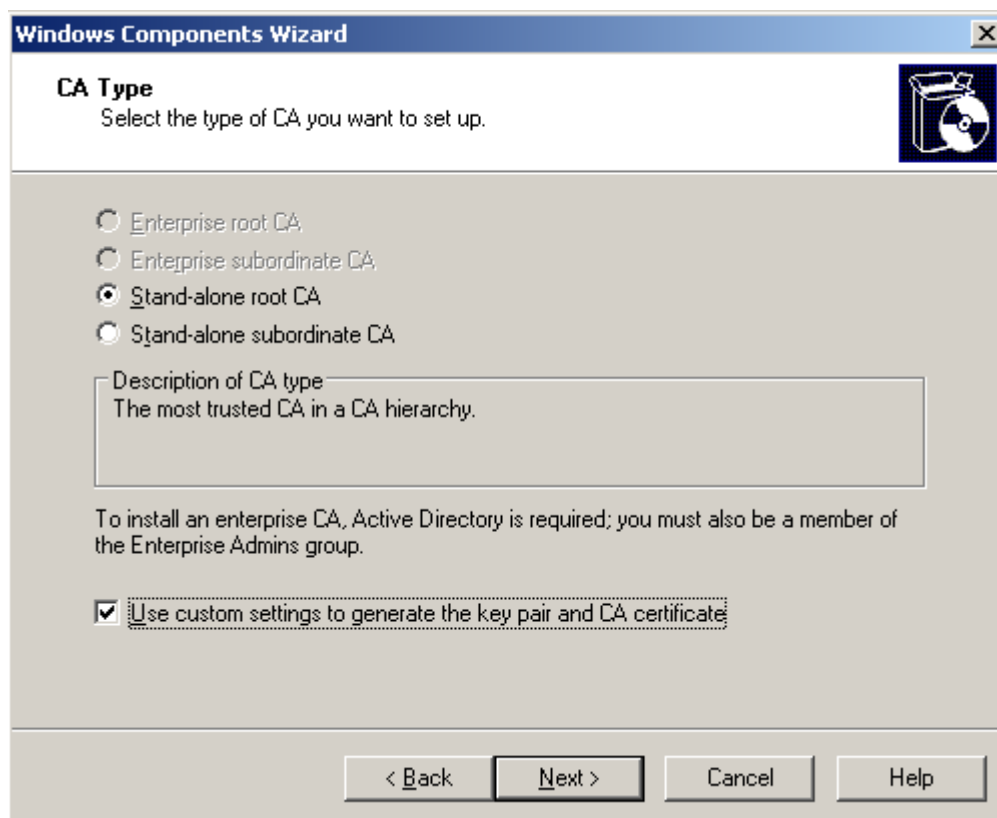 Windows Components Wizard
CA Type
Select the type of CA you want to set up.
Enterprise root CA
Enterprise subordinate CA
Stand-alone root CA
Stand-alone subordinate CA
Description of CA type
The most trusted CA in a CA hierarchy.
To install an enterprise CA, Active Directory is required; you must also be a member of
the Enterprise Admins group.
Use custom settings to generate the key pair and CA certificate
< Back
Next >
Cancel
Help